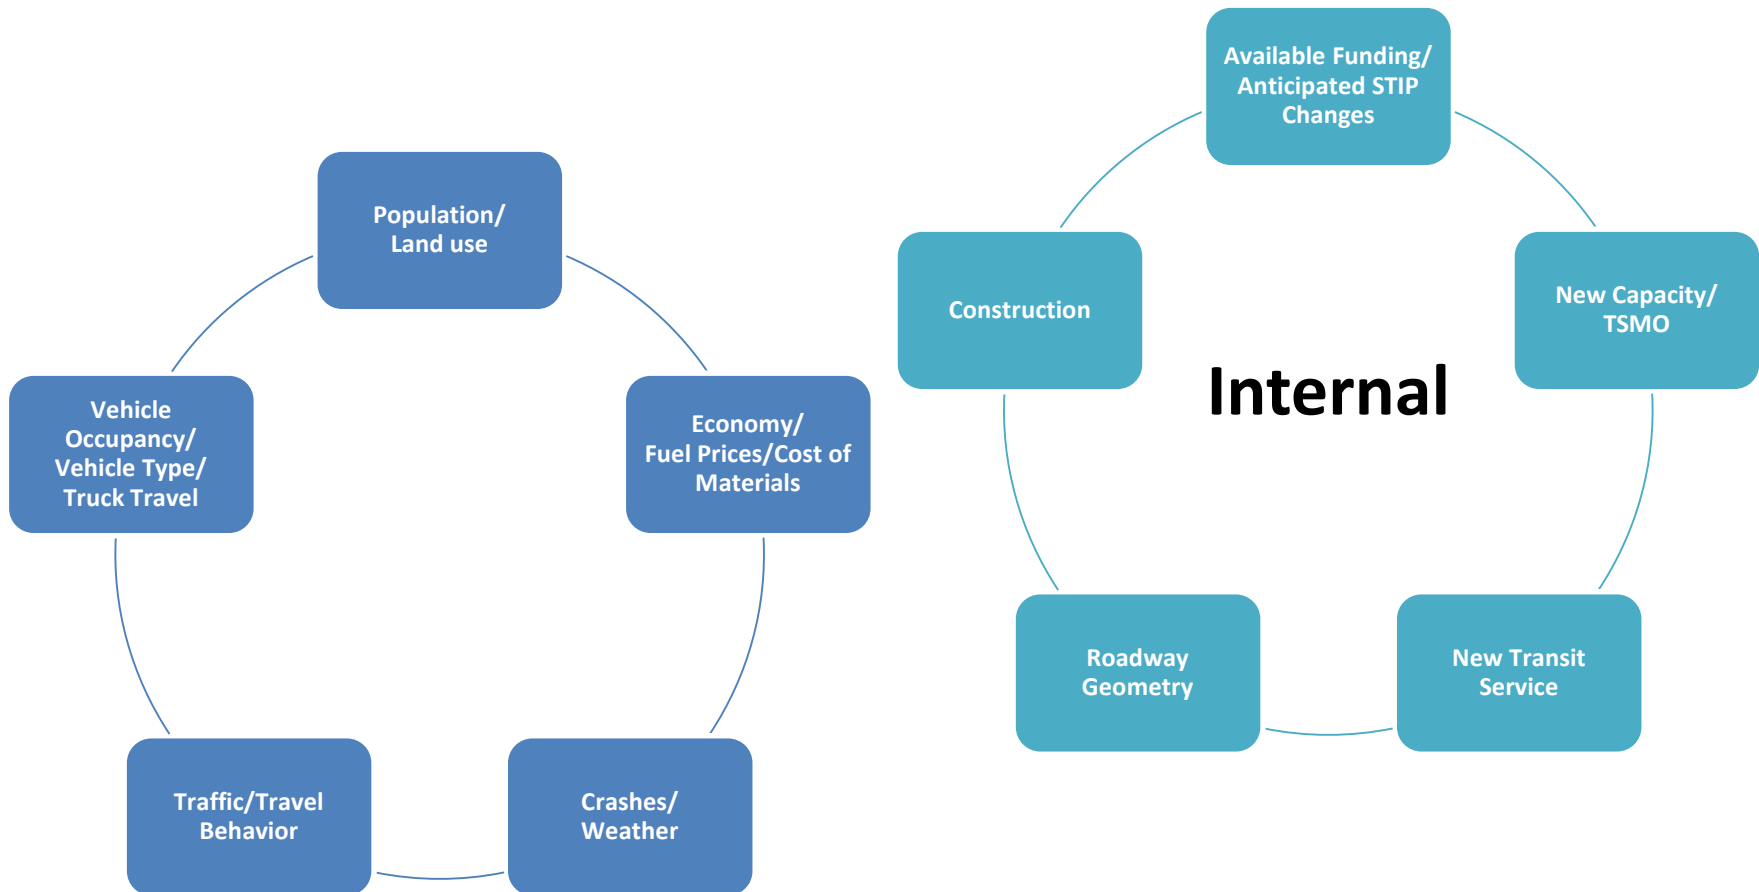 Population/
Land use
Economy/
Fuel Prices/Cost of
Materials
Crashes/
Weather
Traffic/Travel
Behavior
Vehicle
Occupancy/
Vehicle Type/
Truck Travel
Internal
Available Funding/
Anticipated STIP
Changes
New Capacity/
TSMO
New Transit
Service
Roadway
Geometry
Construction